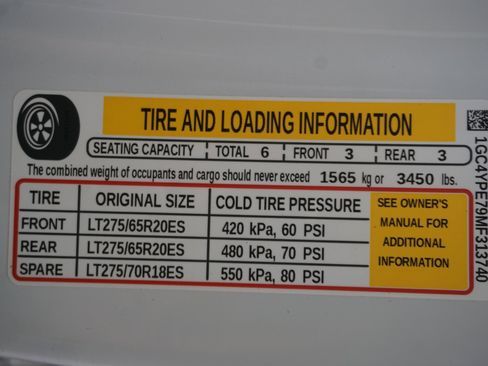 TIRE AND LOADING INFORMATION
SEATING CAPACITY TOTAL 6 FRONT 3 REAR 3
The combined weight of occupants and cargo should never exceed 1565 kg or 3450 lbs.
TIRE ORIGINAL SIZE COLD TIRE PRESSURE
FRONT LT275/65R20ES 420 kPa, 60 PSI
REAR LT275/65R20ES 480 kPa, 70 PSI
SPARE LT275/70R18ES 550 kPa, 80 PSI
SEE OWNER'S
MANUAL FOR
ADDITIONAL
INFORMATION
1GC4YPE79MF313740